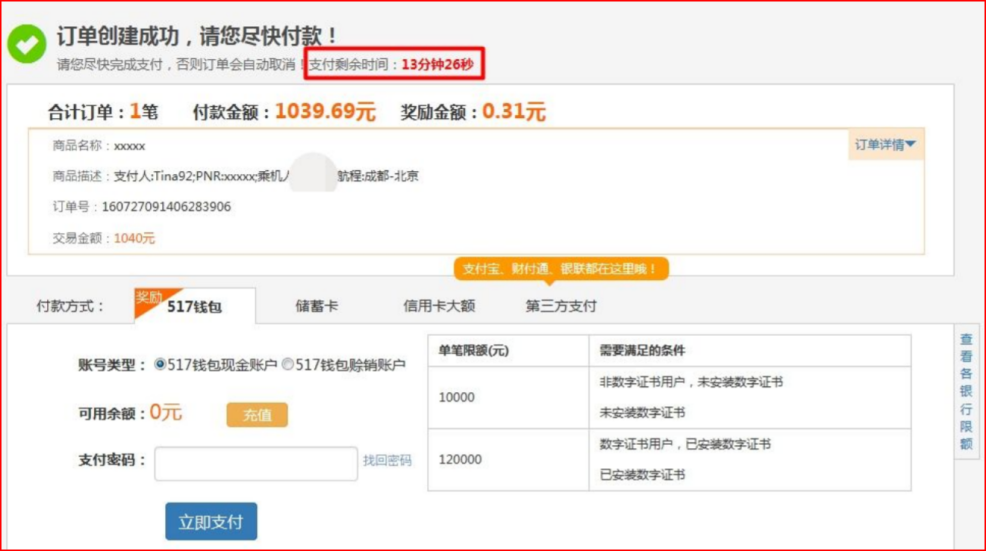 订单创建成功，请您尽快付款！
请您尽快完成支付，否则订单会自动取消！支付剩余时间：13分钟26秒
合计订单：1笔 付款金额：1039.69元 奖励金额：0.31元
商品名称：xxxxx
订单详情
商品描述：支付人:Tina92;PNR:xxxxx;乘机人 航程:成都-北京
订单号：160727091406283906
交易金额：1040元
支付宝、财付通、银联都在这里哦！
付款方式： 奖励 517钱包 储蓄卡 信用卡大额 第三方支付
账号类型： 517钱包现金账户 517钱包赊销账户
可用余额：0元 充值
支付密码： 找回密码
立即支付
单笔限额(元) 需要满足的条件
10000 非数字证书用户，未安装数字证书
未安装数字证书
120000 数字证书用户，已安装数字证书
已安装数字证书
查看各银行限额